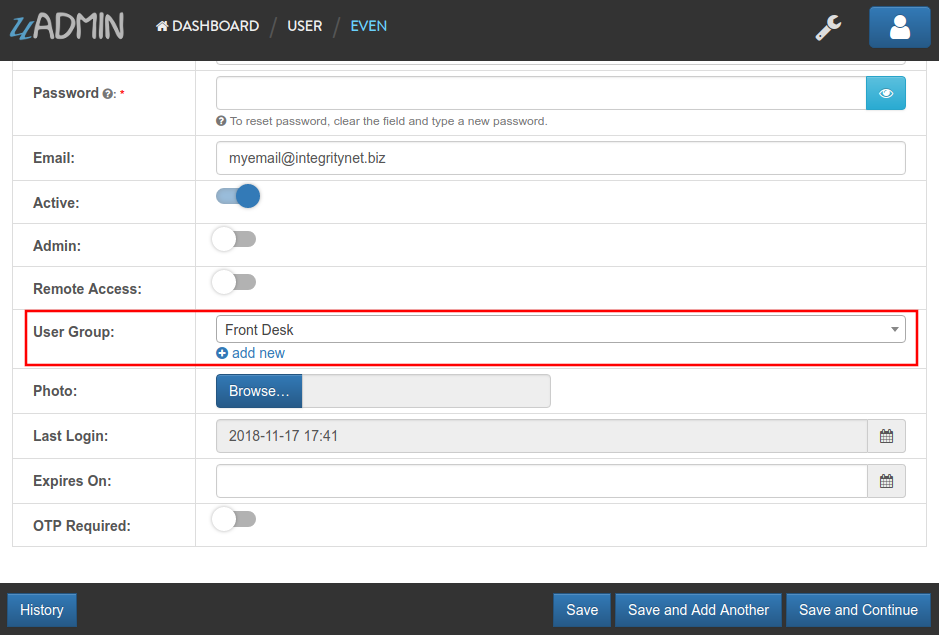 uADMIN DASHBOARD / USER / EVEN
Password : *
To reset password, clear the field and type a new password.
Email: myemail@integritynet.biz
Active:
Admin:
Remote Access:
User Group: Front Desk
add new
Photo: Browse...
Last Login: 2018-11-17 17:41
Expires On:
OTP Required:
History Save Save and Add Another Save and Continue